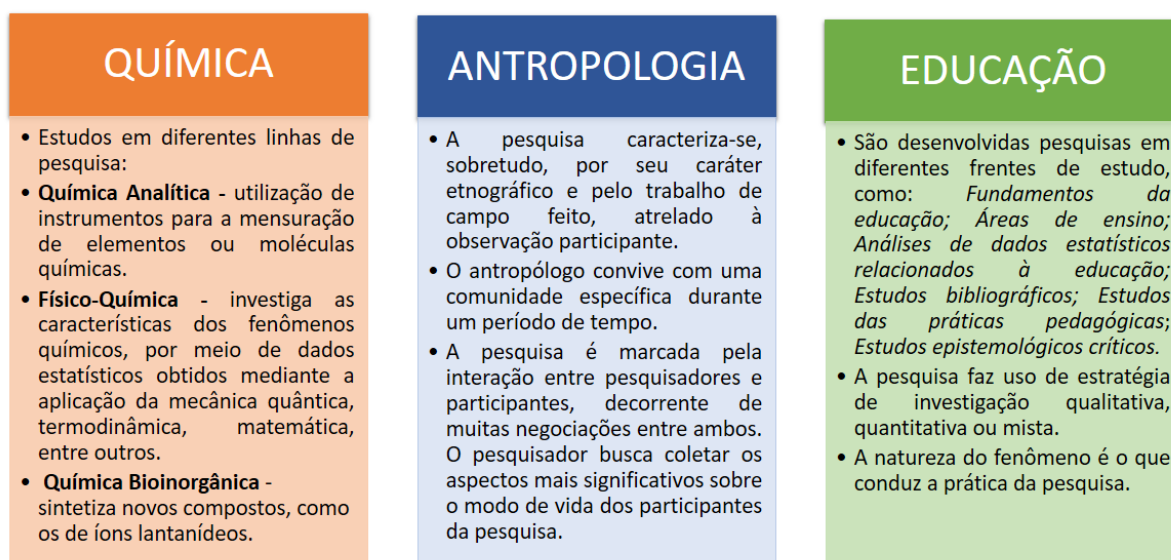 QUÍMICA
• Estudos em diferentes linhas de
pesquisa:
• Química Analítica - utilização de
instrumentos para a mensuração
de elementos ou moléculas
químicas.
• Físico-Química - investiga as
características dos fenômenos
químicos, por meio de dados
estatísticos obtidos mediante a
aplicação da mecânica quântica,
termodinâmica, matemática,
entre outros.
• Química Bioinorgânica -
sintetiza novos compostos, como
os de íons lantanídeos.
ANTROPOLOGIA
• A pesquisa caracteriza-se,
sobretudo, por seu caráter
etnográfico e pelo trabalho de
campo feito, atrelado à
observação participante.
• O antropólogo convive com uma
comunidade específica durante
um período de tempo.
• A pesquisa é marcada pela
interação entre pesquisadores e
participantes, decorrente de
muitas negociações entre ambos.
O pesquisador busca coletar os
aspectos mais significativos sobre
o modo de vida dos participantes
da pesquisa.
EDUCAÇÃO
• São desenvolvidas pesquisas em
diferentes frentes de estudo,
como: Fundamentos da
educação; Áreas de ensino;
Análises de dados estatísticos
relacionados à educação;
Estudos bibliográficos; Estudos
das práticas pedagógicas;
Estudos epistemológicos críticos.
• A pesquisa faz uso de estratégia
de investigação qualitativa,
quantitativa ou mista.
• A natureza do fenômeno é o que
conduz a prática da pesquisa.